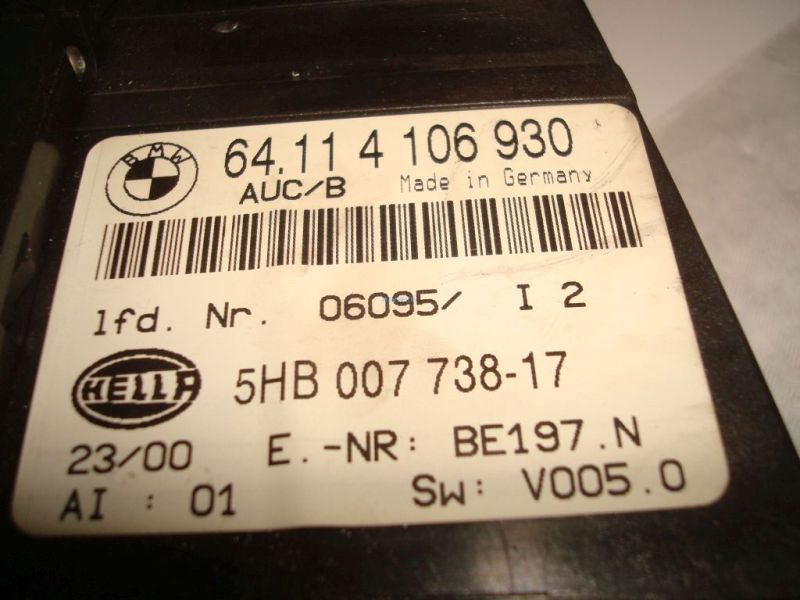 BMW
64.11 4 106 930
AUC/B Made in Germany
lfd. Nr. 06095/ I 2
HELLA 5HB 007 738-17
23/00 E.-NR: BE197.N
AI : 01 Sw: V005.0